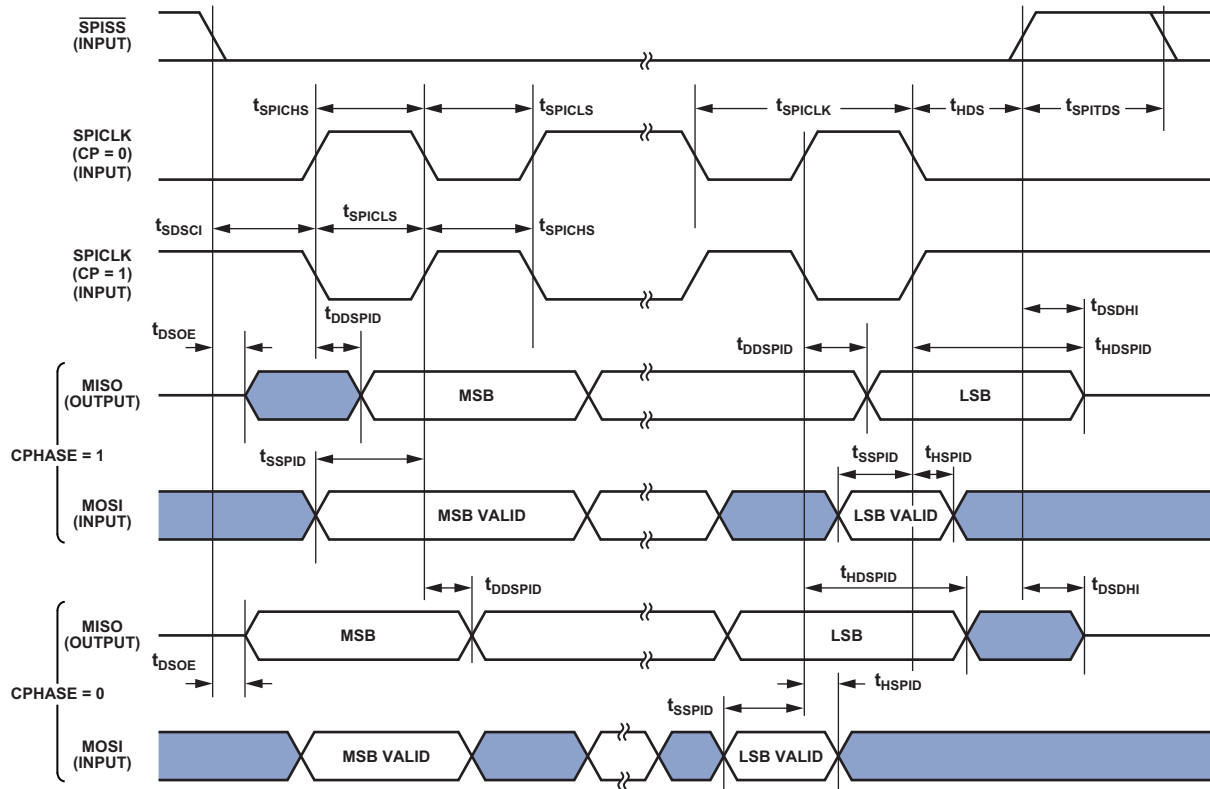 SPISS
(INPUT)
tSPICHS
tSPICLS
tSPICLK
tHDS
tSPITDS
SPICLK
(CP = 0)
(INPUT)
tSDSCI
tSPICLS
tSPICHS
SPICLK
(CP = 1)
(INPUT)
tDSOE
tDDSPID
tDDSPID
tDSDHI
tHDSPID
MISO
(OUTPUT)
MSB
LSB
CPHASE = 1
tSSPID
tSSPID
tHSPID
MOSI
(INPUT)
MSB VALID
LSB VALID
tDDSPID
tHDSPID
tDSDHI
MISO
(OUTPUT)
MSB
LSB
tDSOE
CPHASE = 0
tSSPID
tHSPID
MOSI
(INPUT)
MSB VALID
LSB VALID